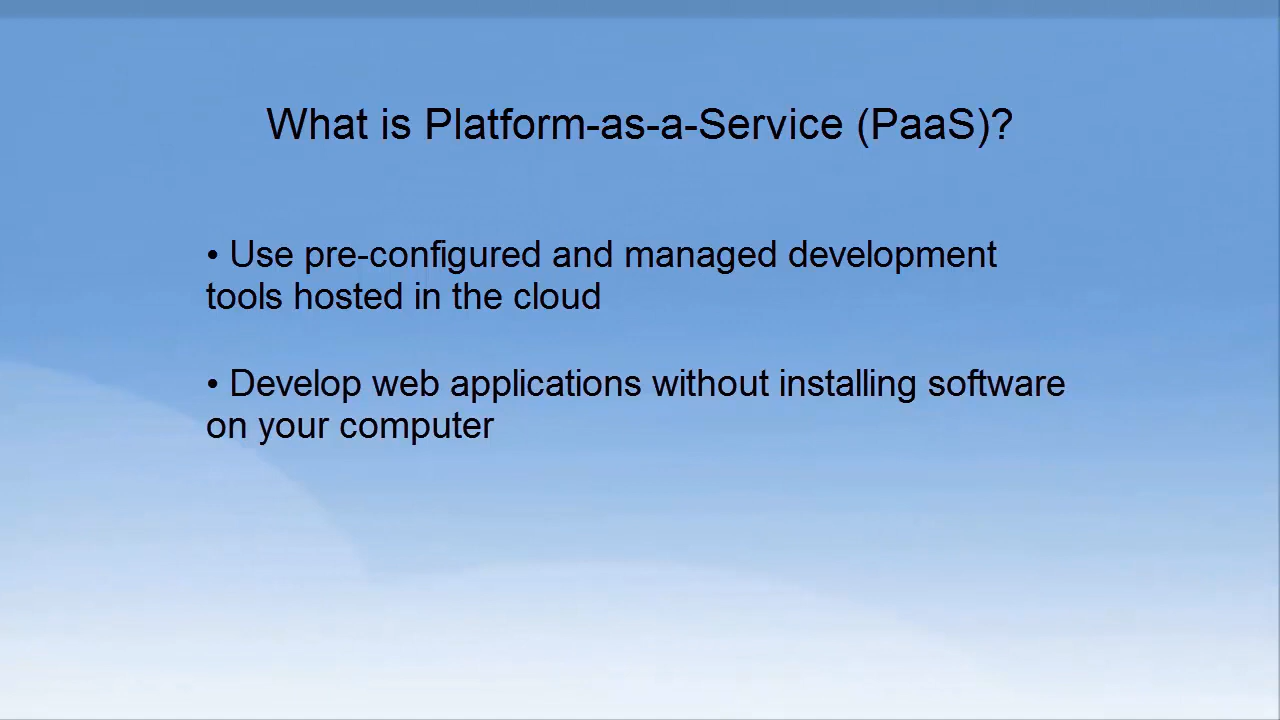 What is Platform-as-a-Service (PaaS)?
• Use pre-configured and managed development
tools hosted in the cloud
• Develop web applications without installing software
on your computer